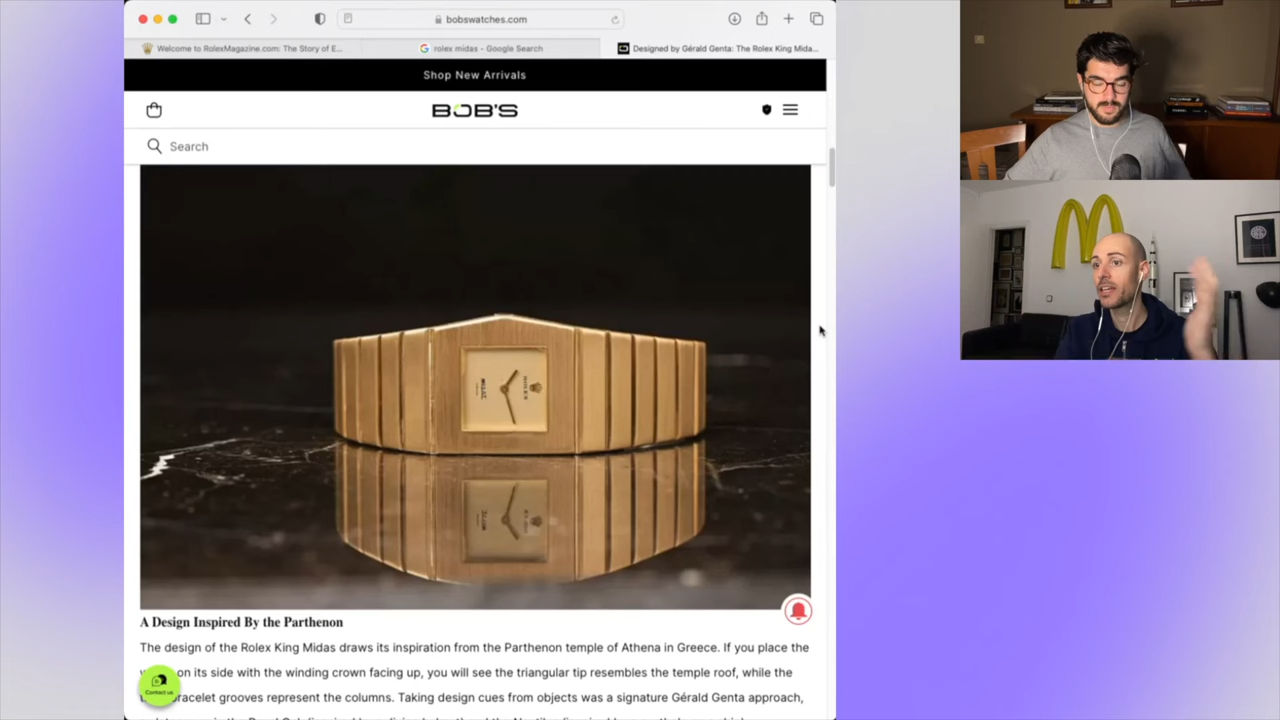 bobswatches.com
Welcome to RolexMagazine.com: The Story of E...
rolex midas - Google Search
Designed by Gérald Genta: The Rolex King Mida...
Shop New Arrivals
BOB'S
Search
ROLEX
A Design Inspired By the Parthenon
The design of the Rolex King Midas draws its inspiration from the Parthenon temple of Athena in Greece. If you place the
on its side with the winding crown facing up, you will see the triangular tip resembles the temple roof, while the
bracelet grooves represent the columns. Taking design cues from objects was a signature Gérald Genta approach,
Contact us